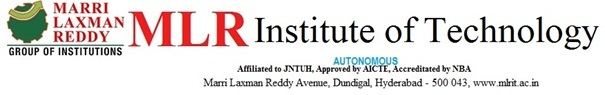 MARRI
LAXMAN
REDDY
GROUP OF INSTITUTIONS
MLR Institute of Technology
AUTONOMOUS
Affiliated to JNTUH, Approved by AICTE, Accreditated by NBA
Marri Laxman Reddy Avenue, Dundigal, Hyderabad - 500 043, www.mlrit.ac.in